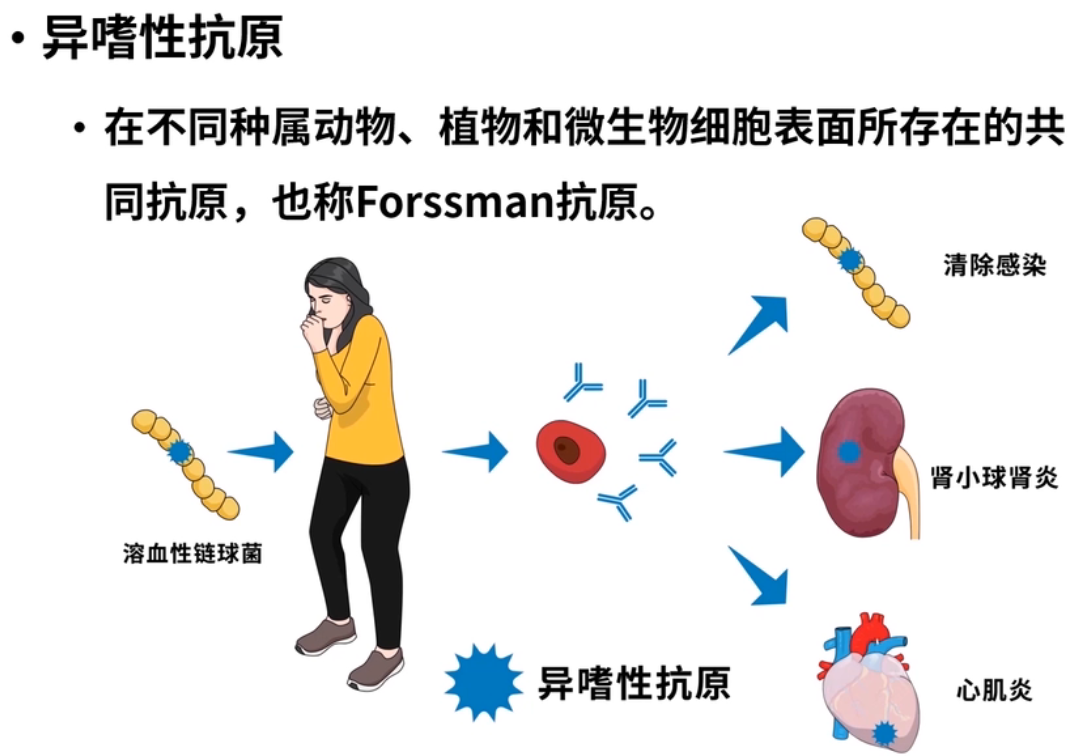 • 异嗜性抗原
• 在不同种属动物、植物和微生物细胞表面所存在的共
同抗原，也称Forssman抗原。
清除感染
肾小球肾炎
溶血性链球菌
异嗜性抗原
心肌炎